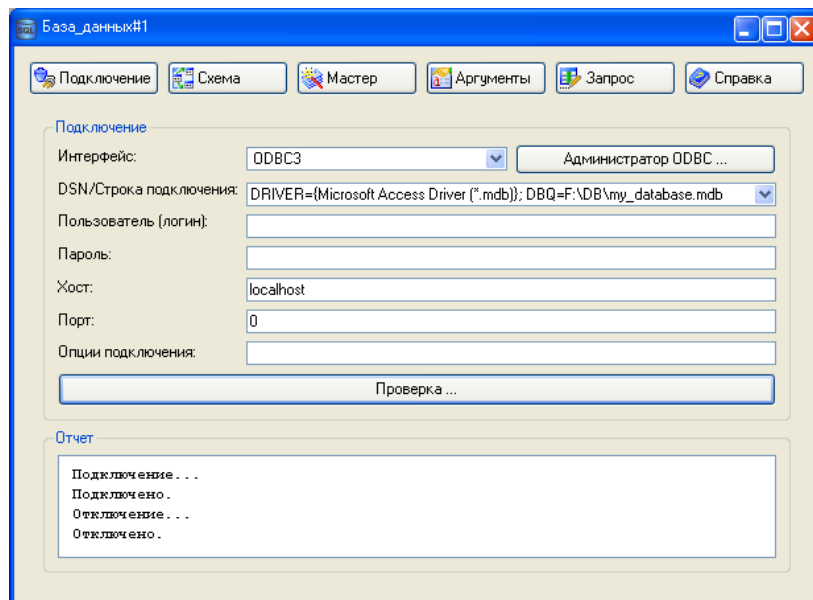 База_данных#1
Подключение Схема Мастер Аргументы Запрос Справка
Подключение
Интерфейс: ODBC3 Администратор ODBC ...
DSN/Строка подключения: DRIVER={Microsoft Access Driver (*.mdb)}; DBQ=F:\DB\my_database.mdb
Пользователь (логин):
Пароль:
Хост: localhost
Порт: 0
Опции подключения:
Проверка ...
Отчет
Подключение...
Подключено.
Отключение...
Отключено.